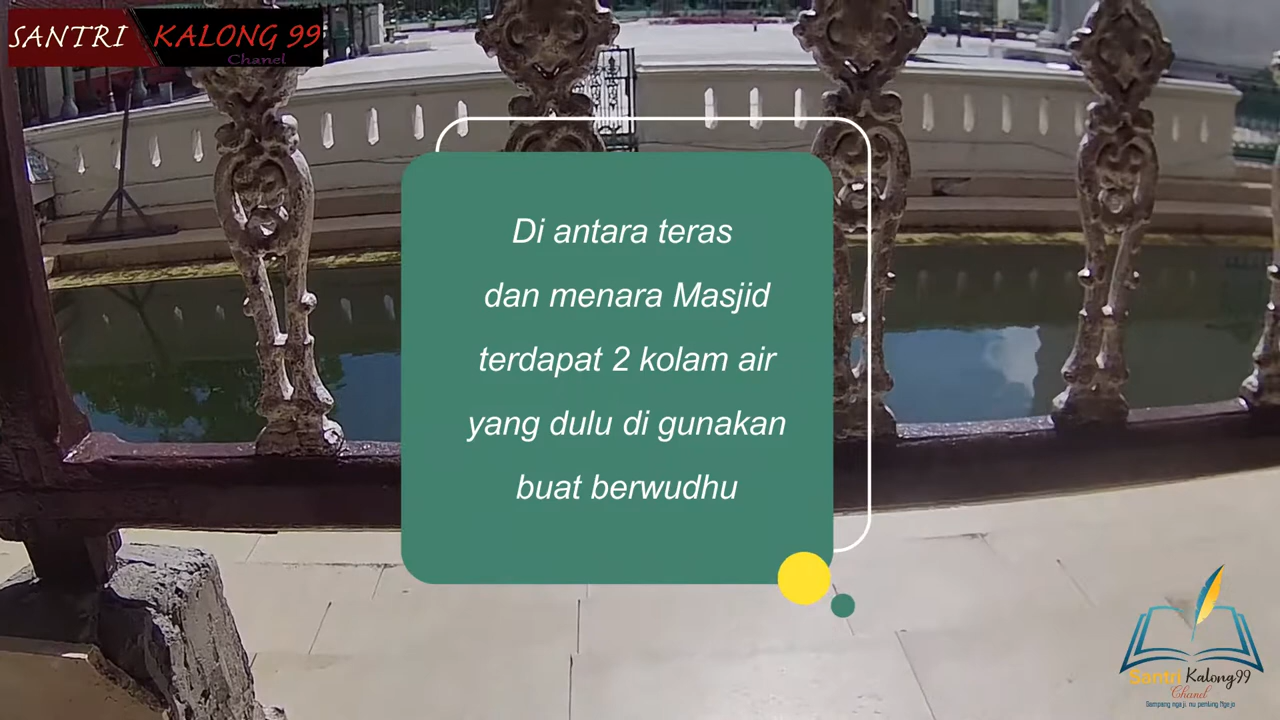 SANTRI KALONG 99
Chanel
Di antara teras
dan menara Masjid
terdapat 2 kolam air
yang dulu di gunakan
buat berwudhu
Santri Kalong99
Chanel